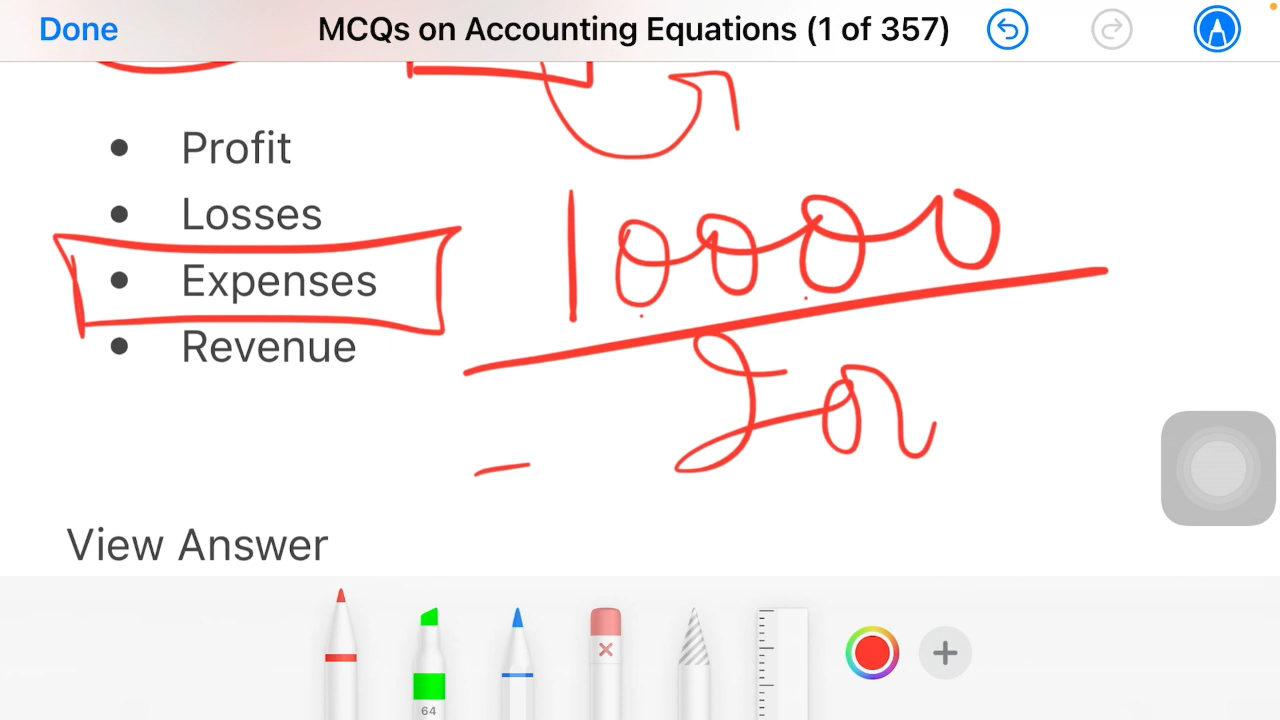 Done MCQs on Accounting Equations (1 of 357)
• Profit
• Losses
• Expenses
• Revenue
10000
View Answer
64